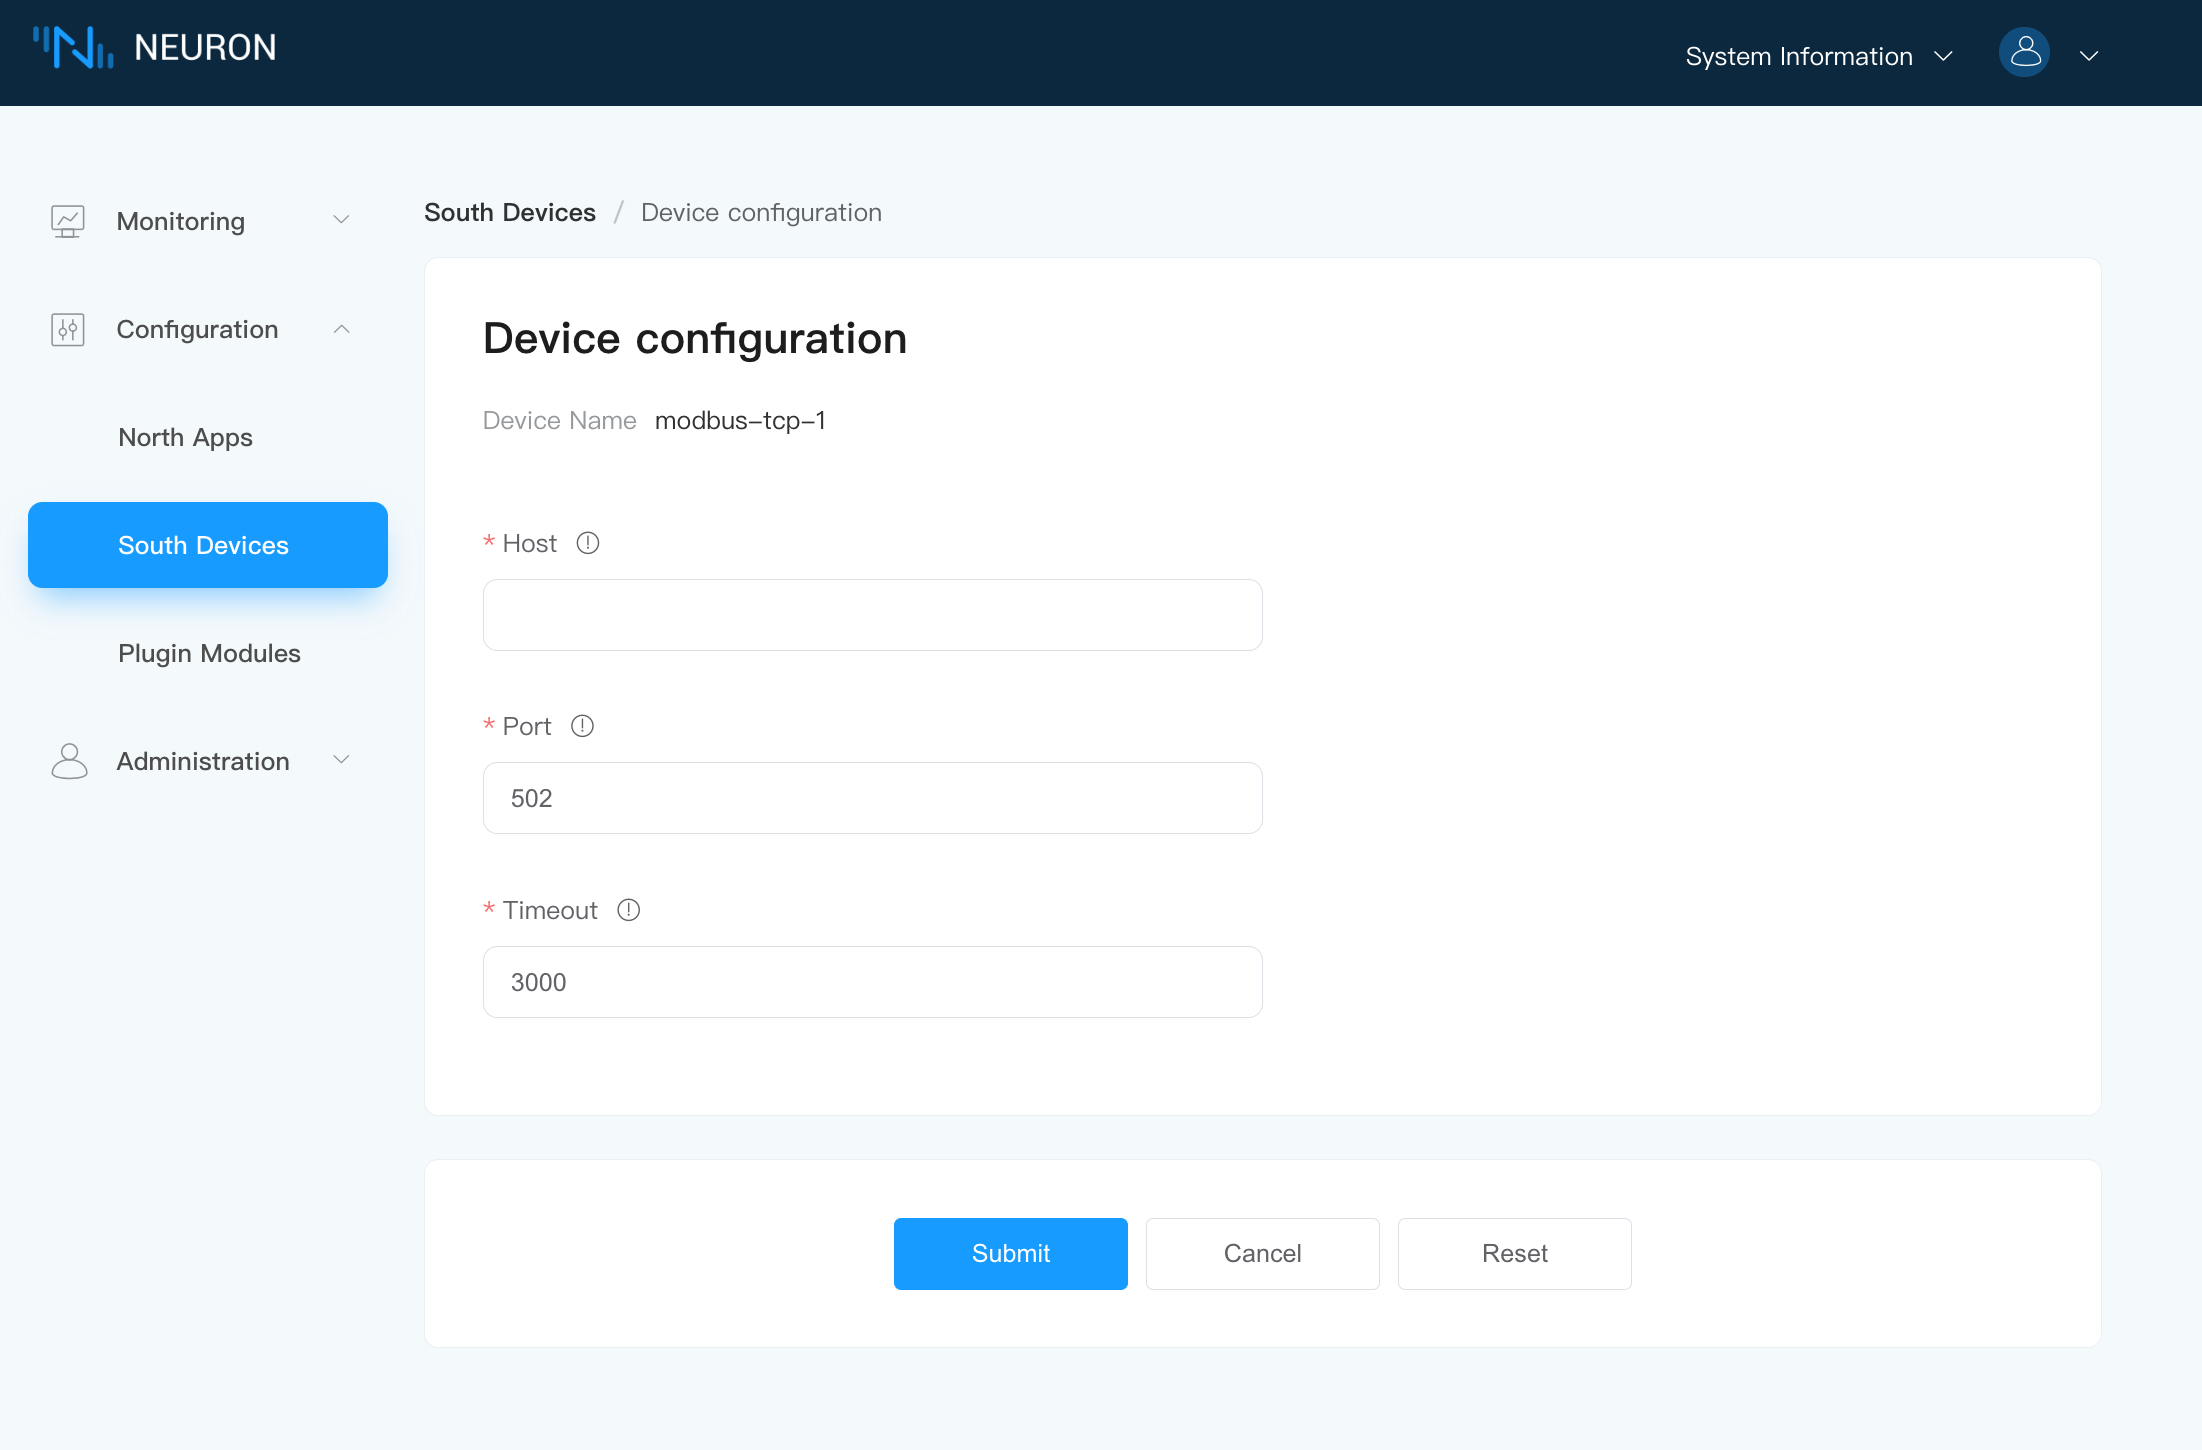 NEURON
System Information
Monitoring
Configuration
North Apps
South Devices
Plugin Modules
Administration
South Devices / Device configuration
Device configuration
Device Name modbus-tcp-1
* Host
* Port
502
* Timeout
3000
Submit
Cancel
Reset